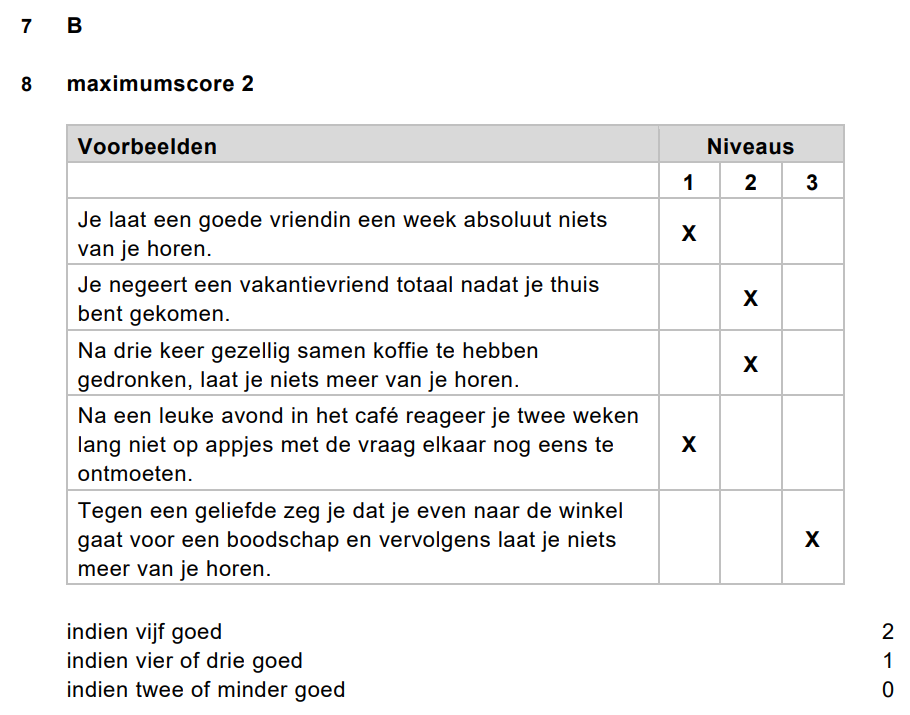 7 B
8 maximumscore 2
Voorbeelden Niveaus
1 2 3
Je laat een goede vriendin een week absoluut niets
van je horen.
X
Je negeert een vakantievriend totaal nadat je thuis
bent gekomen.
X
Na drie keer gezellig samen koffie te hebben
gedronken, laat je niets meer van je horen.
X
Na een leuke avond in het café reageer je twee weken
lang niet op appjes met de vraag elkaar nog eens te
ontmoeten.
X
Tegen een geliefde zeg je dat je even naar de winkel
gaat voor een boodschap en vervolgens laat je niets
meer van je horen.
X
indien vijf goed 2
indien vier of drie goed 1
indien twee of minder goed 0